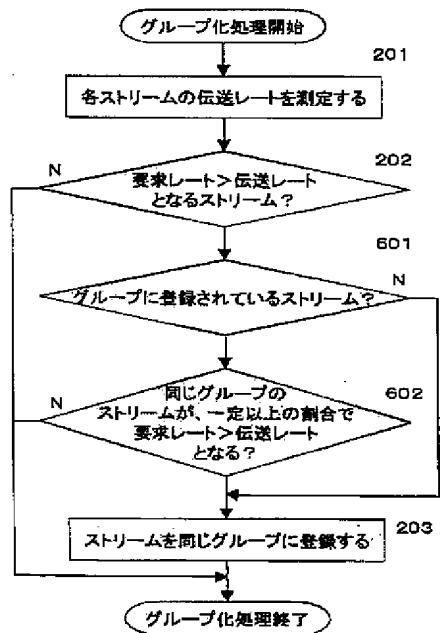 グループ化処理開始
201
各ストリームの伝送レートを測定する
202
N
要求レート>伝送レート
となるストリーム?
601
N
グループに登録されているストリーム?
602
N
同じグループの
ストリームが、一定以上の割合で
要求レート>伝送レート
となる?
203
ストリームを同じグループに登録する
グループ化処理終了